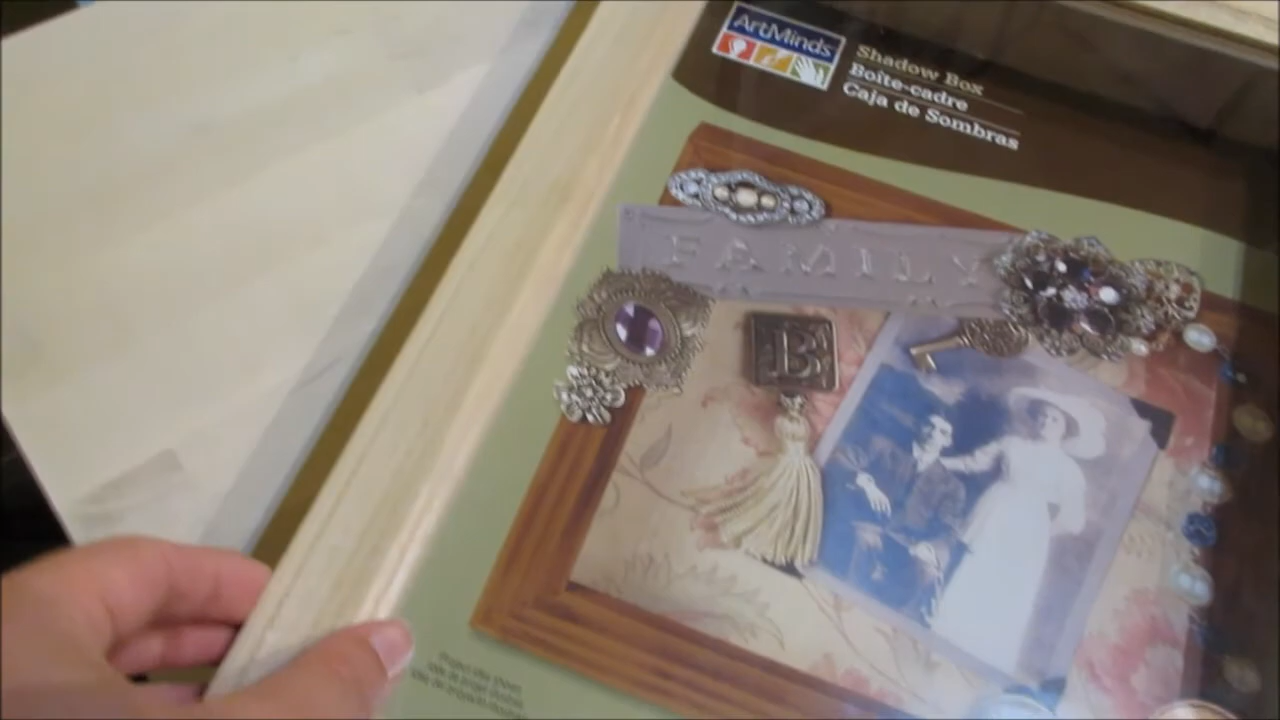 ArtMinds
Shadow Box
Boîte-cadre
Caja de Sombras
FAMILY
B